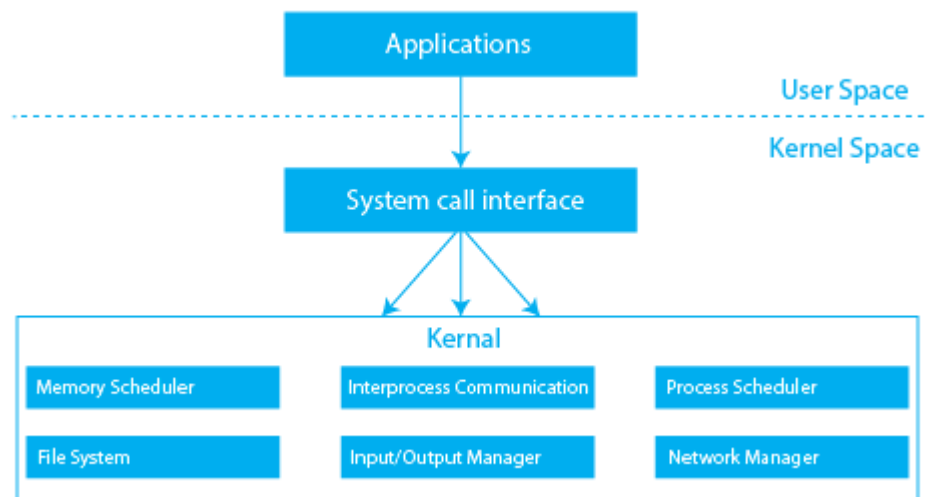 Applications
User Space
Kernel Space
System call interface
Kernal
Memory Scheduler
Interprocess Communication
Process Scheduler
File System
Input/Output Manager
Network Manager